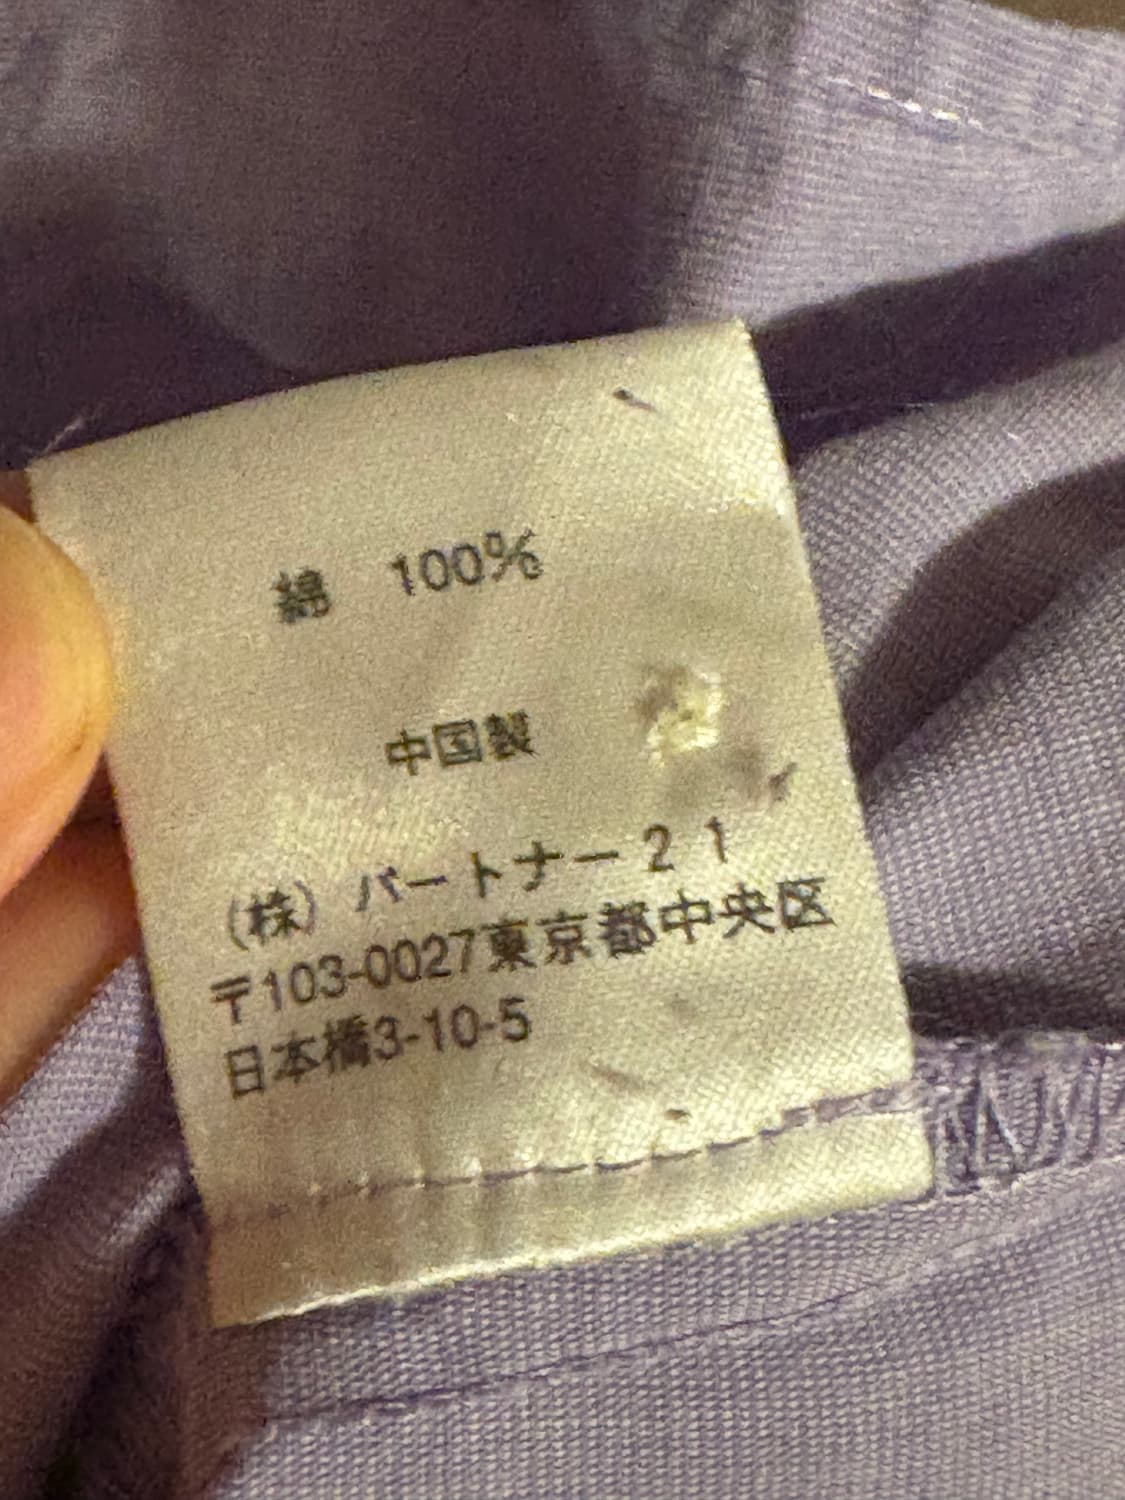 綿　100%
中国製
（株）パートナー２１
〒103-0027東京都中央区
日本橋3-10-5